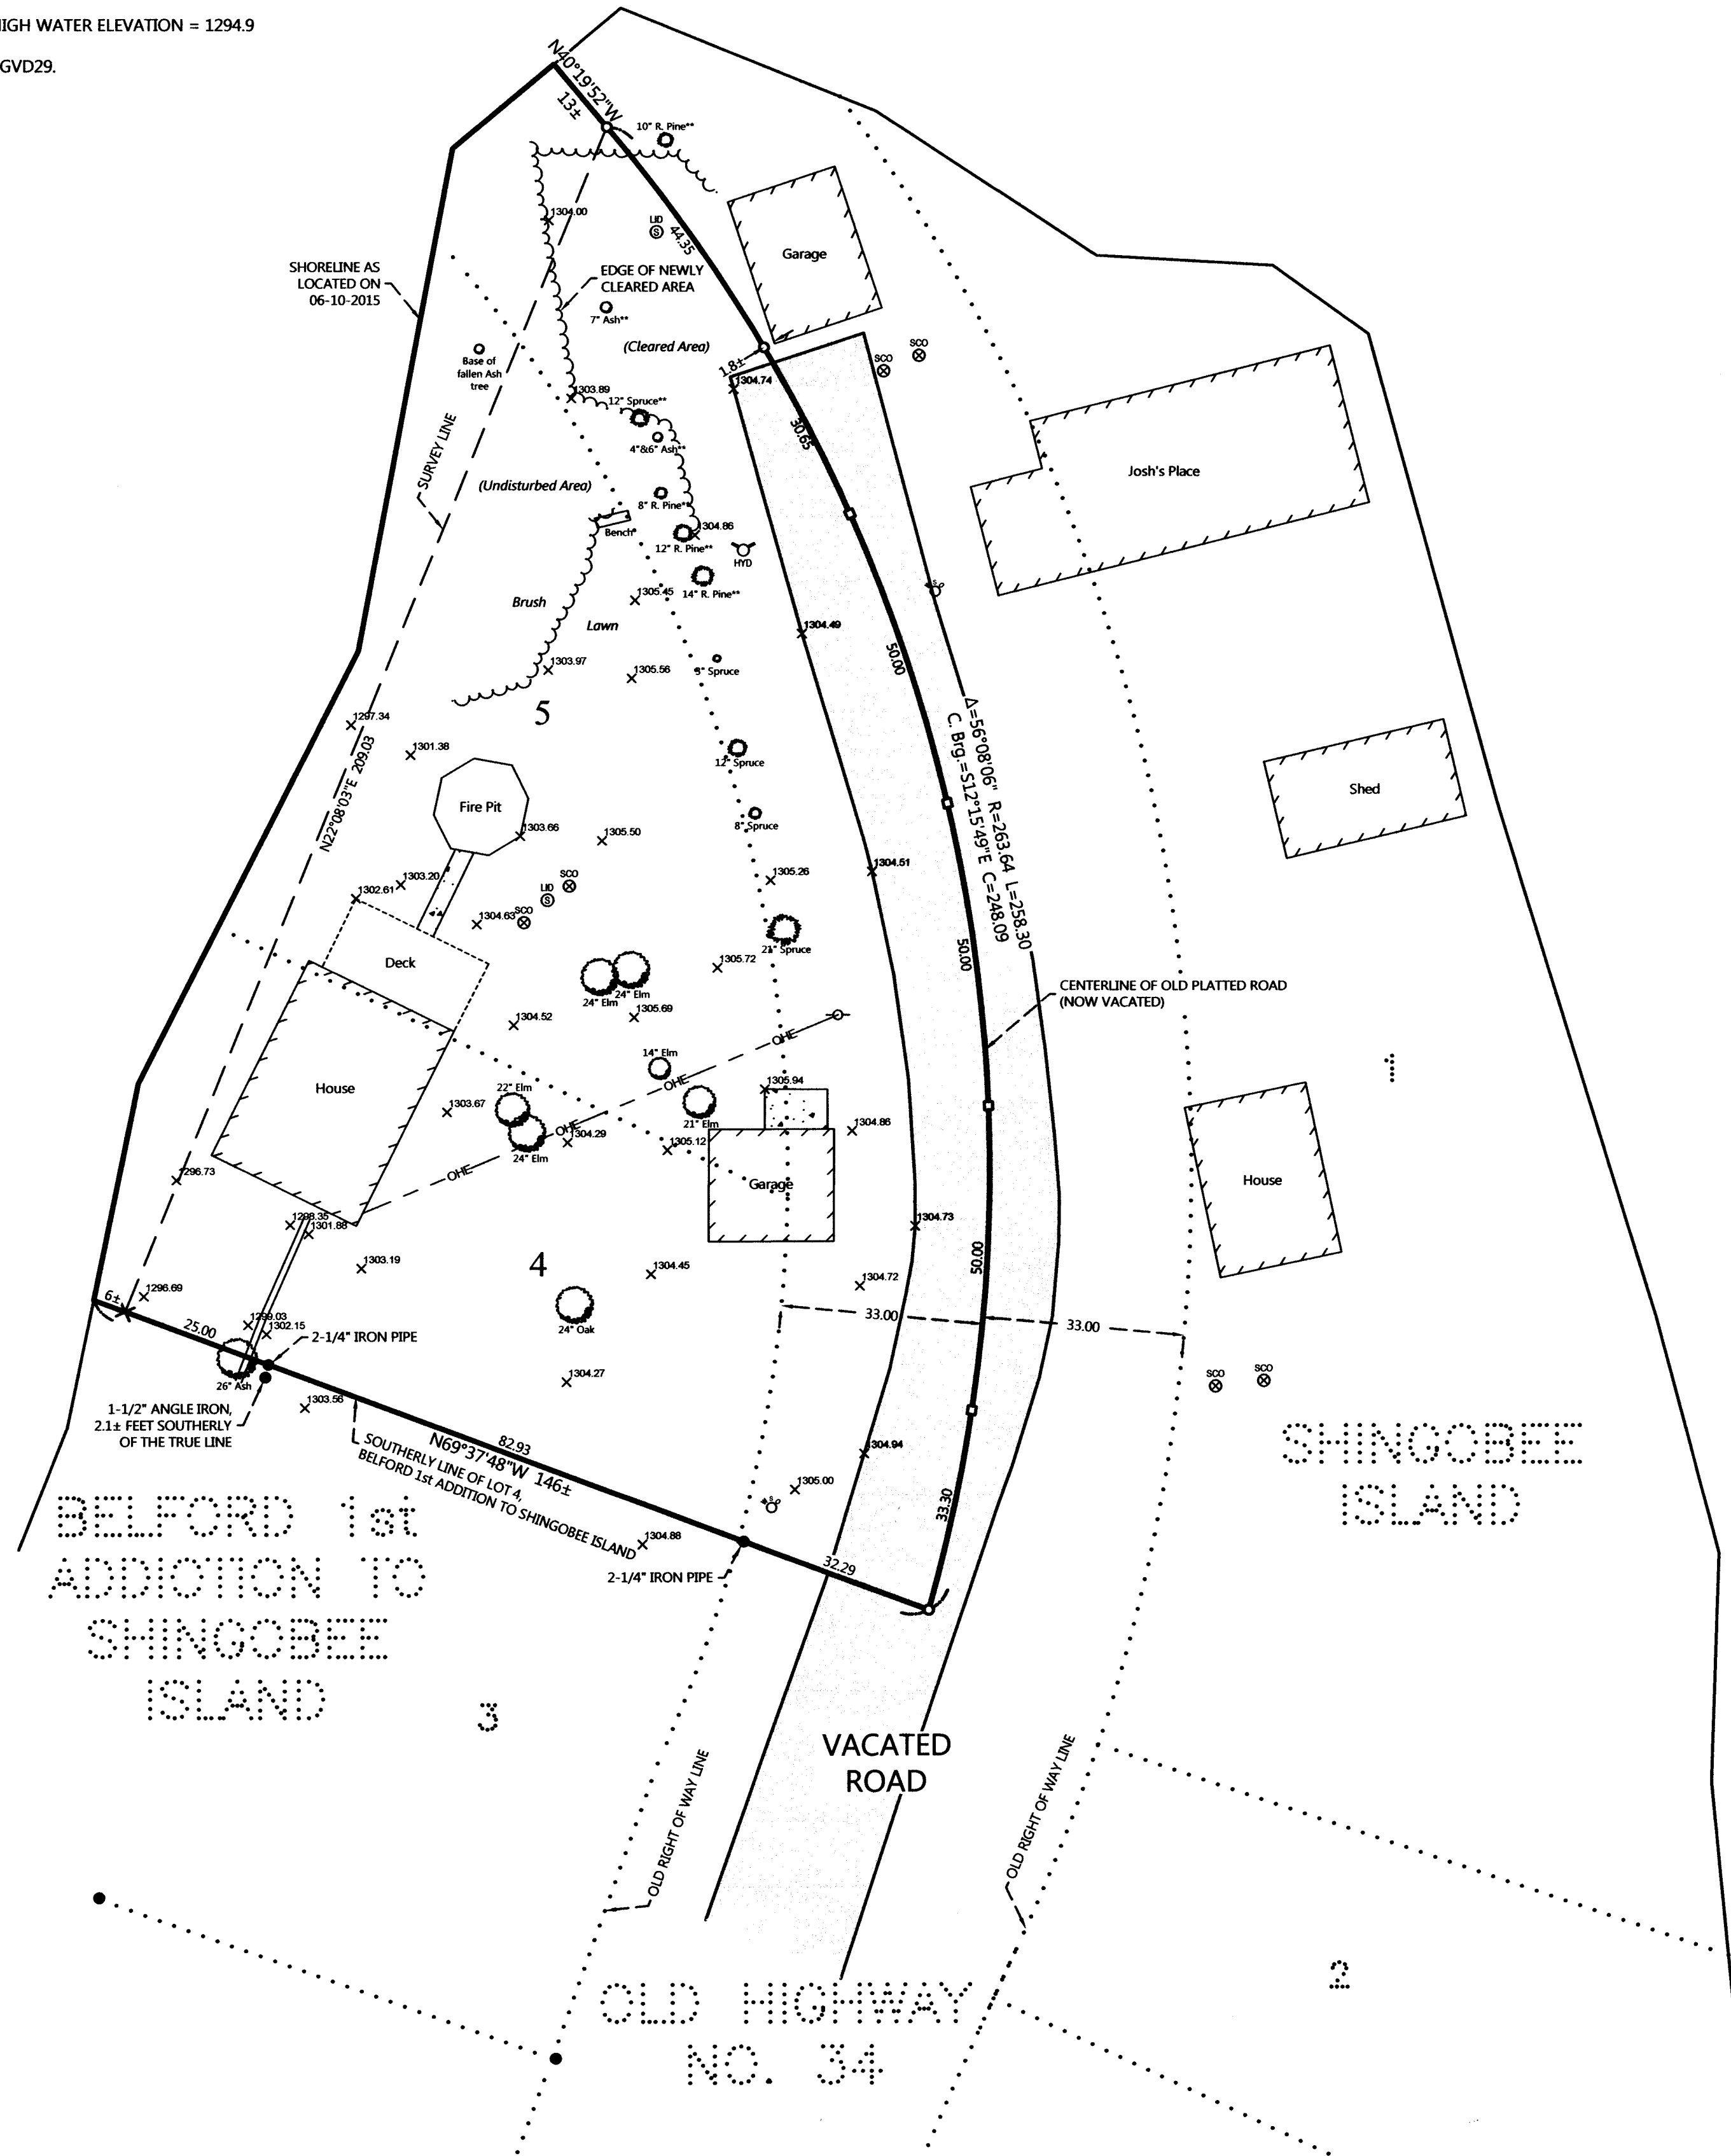 HIGH WATER ELEVATION = 1294.9
GVD29.
N40°19'52"W
13±
10" R. Pine**
1304.00
LID
S
44.35
Garage
SHORELINE AS
LOCATED ON
06-10-2015
EDGE OF NEWLY
CLEARED AREA
7" Ash**
(Cleared Area)
SCO
SCO
Base of
fallen Ash
tree
1.8±
1304.74
1303.89
12" Spruce**
30.65
4"&6" Ash**
SURVEY LINE
Josh's Place
(Undisturbed Area)
8" R. Pine**
Bench*
1304.86
12" R. Pine**
HYD
14" R. Pine**
1305.45
Brush
Lawn
1304.49
50.00
1303.97
1305.56
5" Spruce
5
1297.34
1301.38
12" Spruce
Δ=56°08'06" R=263.64 L=258.30
C. Brg.=S12°15'49"E C=248.09
N22°08'03"E 209.03
Fire Pit
Shed
8" Spruce
1303.66
1305.50
1304.51
1305.26
1303.20
1302.61
SCO
LID
S
1304.63
SCO
21" Spruce
50.00
Deck
1305.72
24" Elm
24" Elm
CENTERLINE OF OLD PLATTED ROAD
(NOW VACATED)
1305.69
1304.52
OHE
14" Elm
1
OHE
House
22" Elm
1305.94
1303.67
21" Elm
OHE
1304.29
24" Elm
1304.86
1305.12
OHE
1296.73
Garage
House
1298.35
1301.88
1304.73
50.00
1303.19
4
1304.45
1304.72
6±
1296.69
33.00
33.00
25.00
1299.03
1302.15
24" Oak
2-1/4" IRON PIPE
26" Ash
1304.27
SCO
SCO
1303.56
1-1/2" ANGLE IRON,
2.1± FEET SOUTHERLY
OF THE TRUE LINE
82.93
N69°37'48"W 146±
SOUTHERLY LINE OF LOT 4,
BELFORD 1st ADDITION TO SHINGOBEE ISLAND
1304.94
1305.00
33.30
SHINGOBEE
ISLAND
1304.88
32.29
2-1/4" IRON PIPE
BELFORD 1st
ADDIOTION TO
SHINGOBEE
ISLAND
3
VACATED
ROAD
OLD RIGHT OF WAY LINE
OLD RIGHT OF WAY LINE
2
OLD HIGHWAY
NO. 34